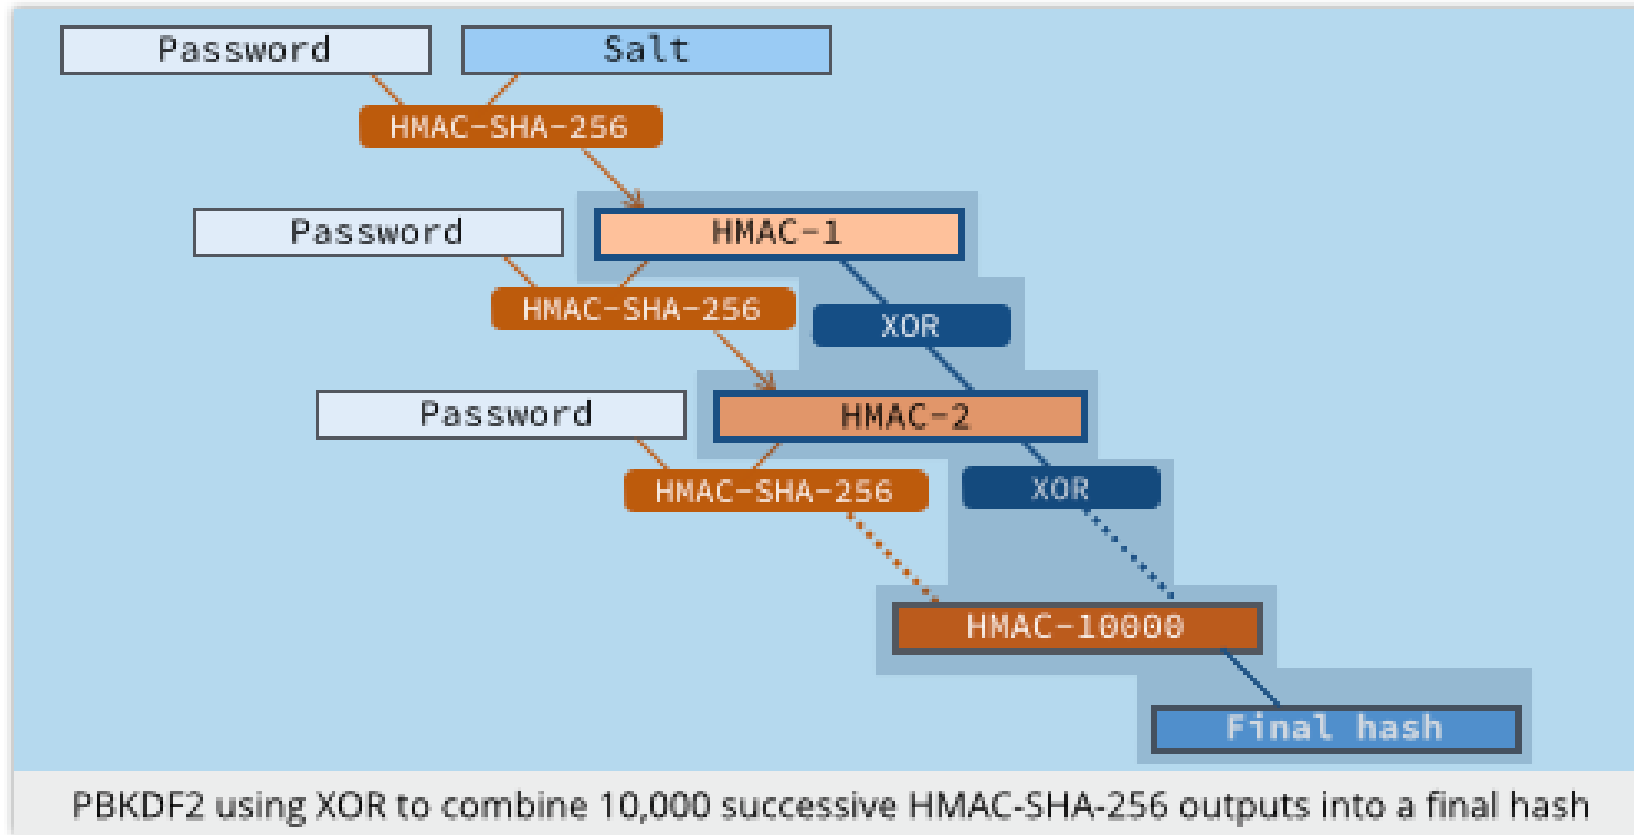 Password
Salt
HMAC-SHA-256
Password
HMAC-1
HMAC-SHA-256
XOR
Password
HMAC-2
HMAC-SHA-256
XOR
HMAC-10000
Final hash
PBKDF2 using XOR to combine 10,000 successive HMAC-SHA-256 outputs into a final hash